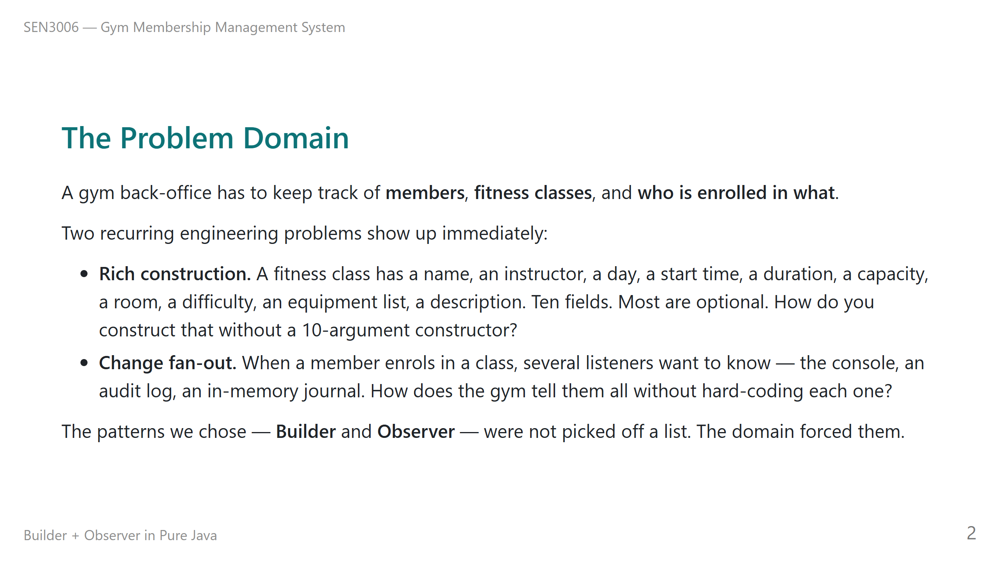 SEN3006 — Gym Membership Management System
The Problem Domain
A gym back-office has to keep track of members, fitness classes, and who is enrolled in what.
Two recurring engineering problems show up immediately:
• Rich construction. A fitness class has a name, an instructor, a day, a start time, a duration, a capacity,
a room, a difficulty, an equipment list, a description. Ten fields. Most are optional. How do you
construct that without a 10-argument constructor?
• Change fan-out. When a member enrols in a class, several listeners want to know — the console, an
audit log, an in-memory journal. How does the gym tell them all without hard-coding each one?
The patterns we chose — Builder and Observer — were not picked off a list. The domain forced them.
Builder + Observer in Pure Java
2